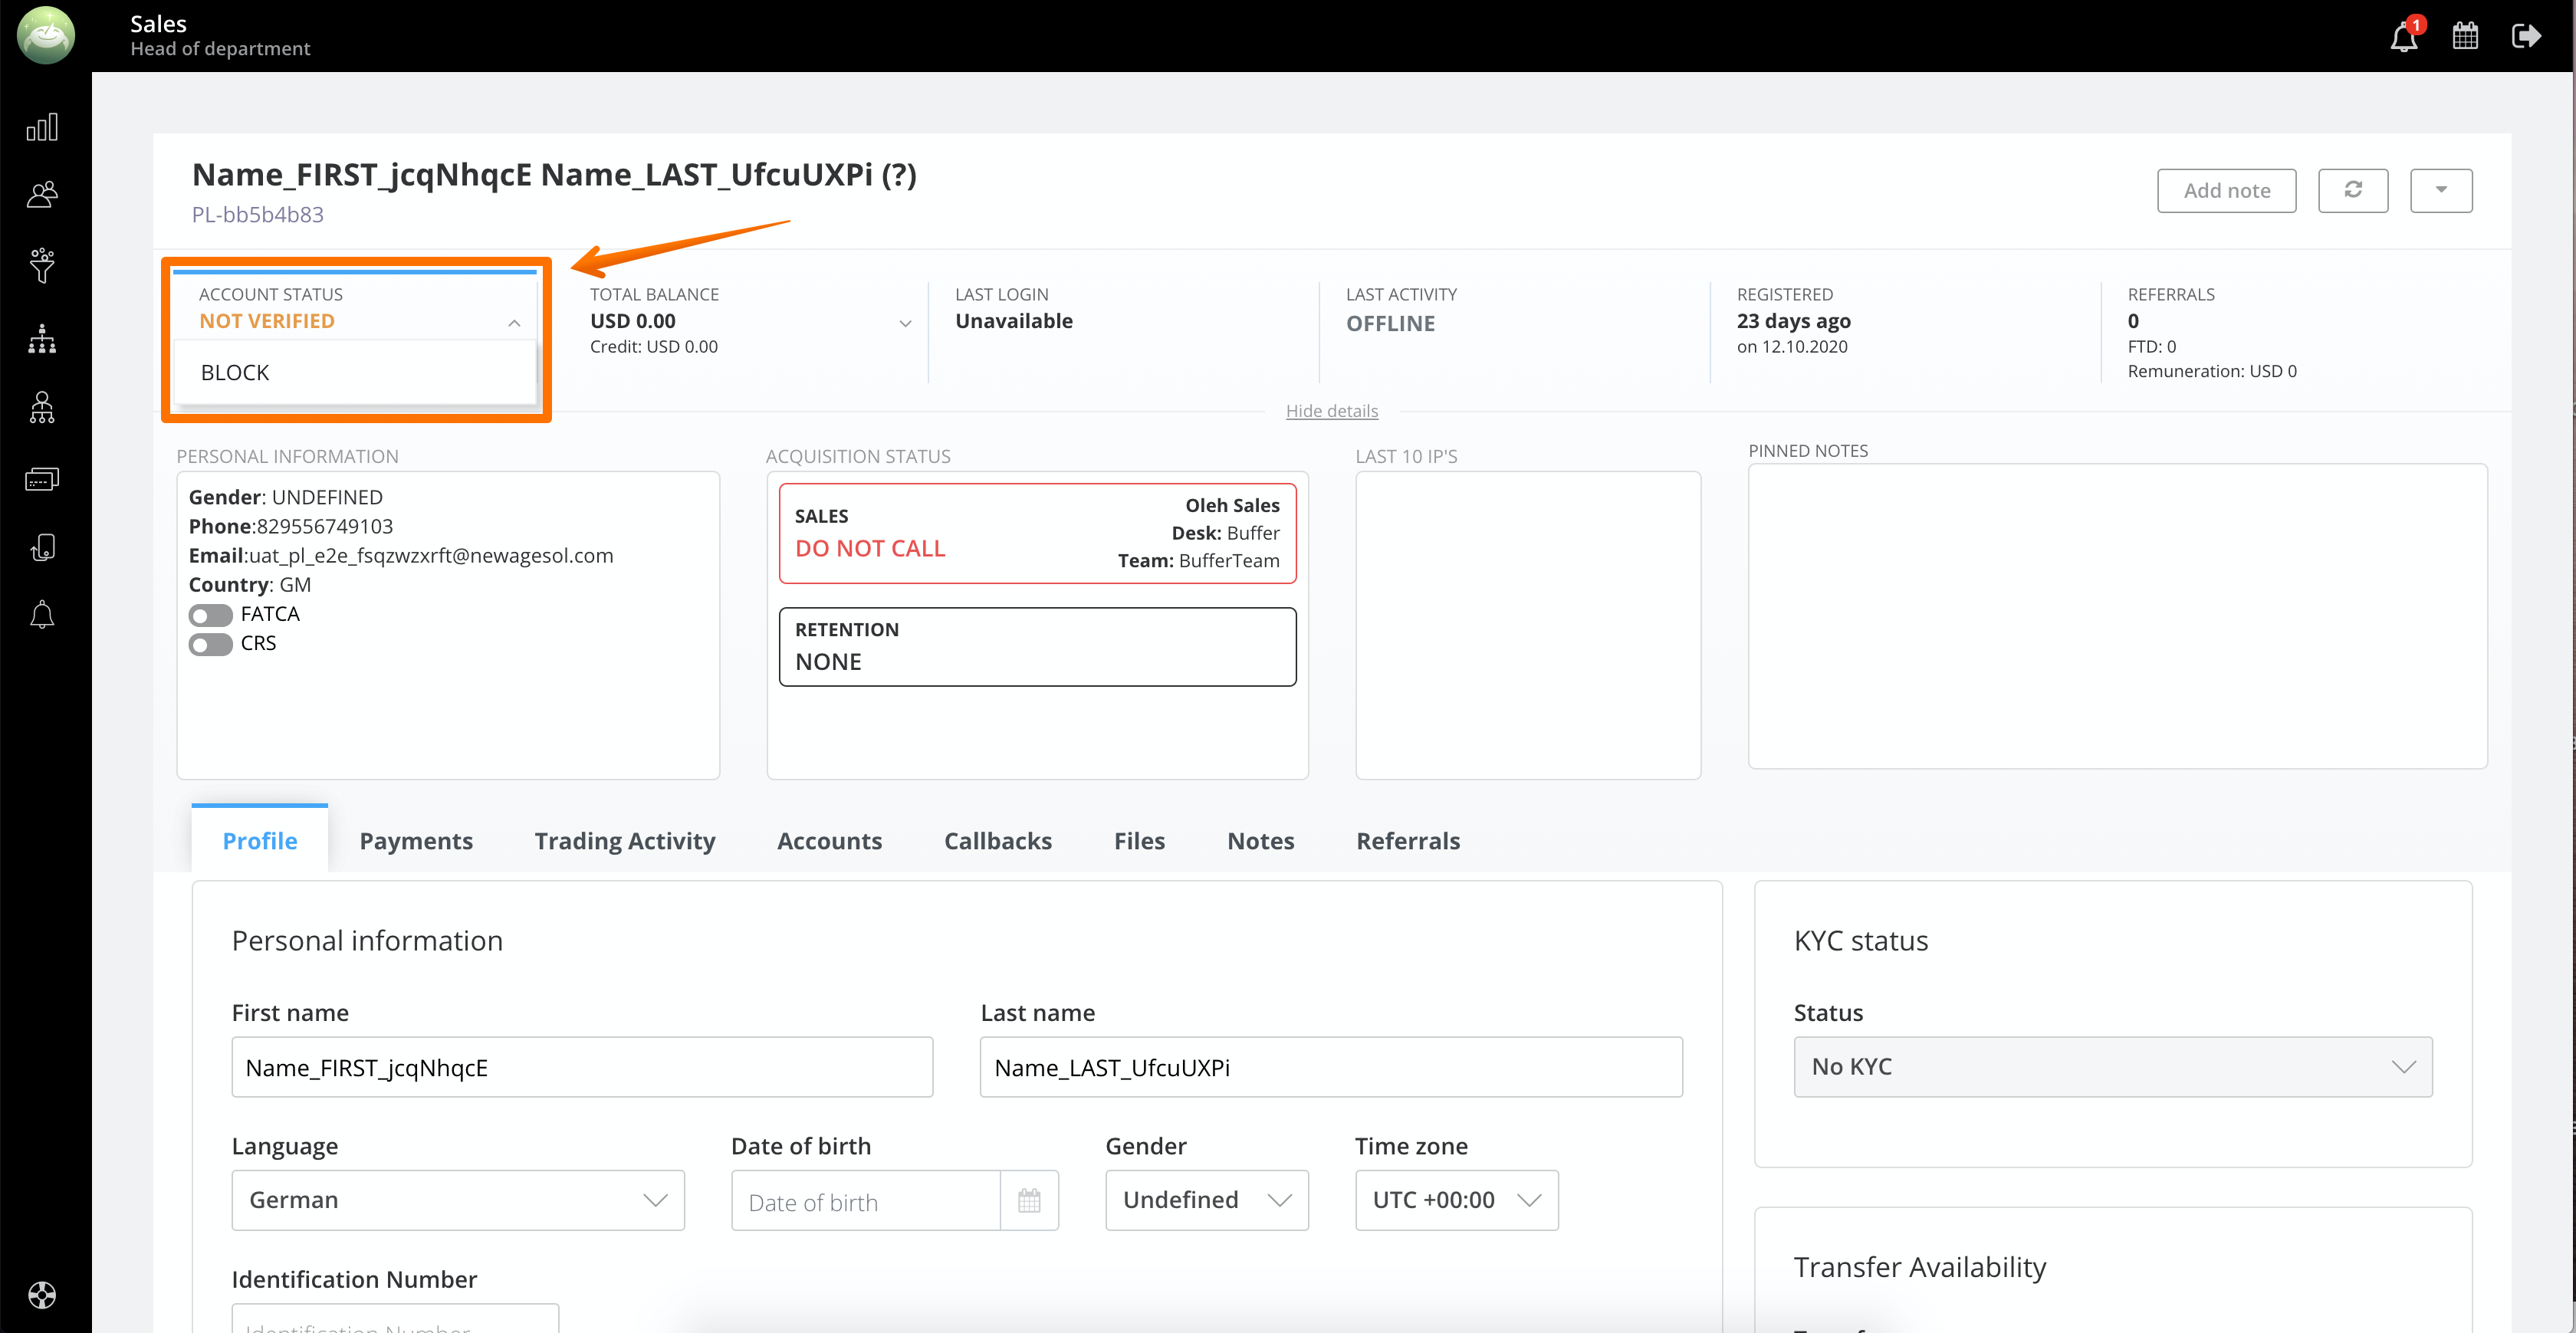 Sales
Head of department
1
Name_FIRST_jcqNhqcE Name_LAST_UfcuUXPi (?)
PL-bb5b4b83
Add note
ACCOUNT STATUS
NOT VERIFIED
BLOCK
TOTAL BALANCE
USD 0.00
Credit: USD 0.00
LAST LOGIN
Unavailable
LAST ACTIVITY
OFFLINE
REGISTERED
23 days ago
on 12.10.2020
REFERRALS
0
FTD: 0
Remuneration: USD 0
Hide details
PERSONAL INFORMATION
Gender: UNDEFINED
Phone:829556749103
Email:uat_pl_e2e_fsqzwzxrft@newagesol.com
Country: GM
FATCA
CRS
ACQUISITION STATUS
SALES
DO NOT CALL
Oleh Sales
Desk: Buffer
Team: BufferTeam
RETENTION
NONE
LAST 10 IP'S
PINNED NOTES
Profile
Payments
Trading Activity
Accounts
Callbacks
Files
Notes
Referrals
Personal information
First name
Name_FIRST_jcqNhqcE
Last name
Name_LAST_UfcuUXPi
Language
German
Date of birth
Date of birth
Gender
Undefined
Time zone
UTC +00:00
Identification Number
Identification Number
KYC status
Status
No KYC
Transfer Availability